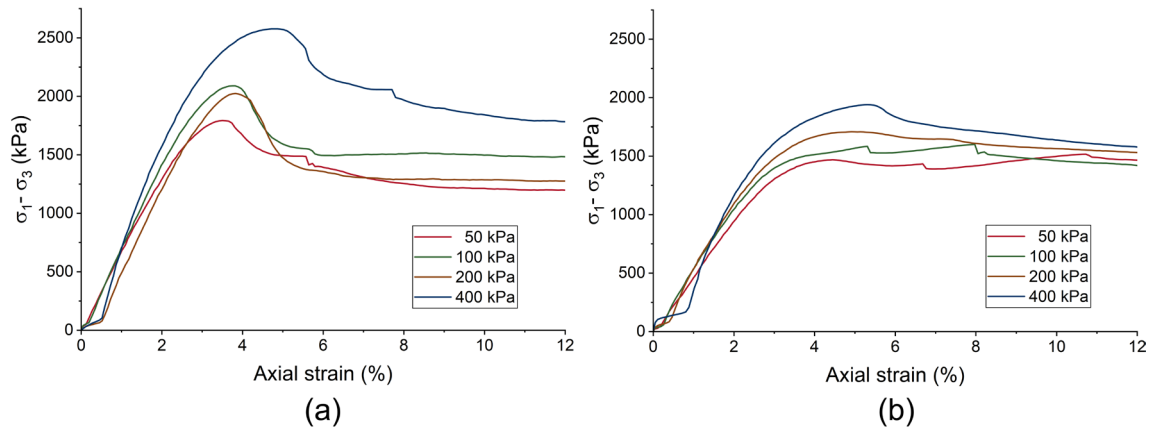 2500
2000
1500
1000
500
0
σ₁- σ₃ (kPa)
0 2 4 6 8 10 12
Axial strain (%)
50 kPa
100 kPa
200 kPa
400 kPa
(a)
2500
2000
1500
1000
500
0
σ₁- σ₃ (kPa)
0 2 4 6 8 10 12
Axial strain (%)
50 kPa
100 kPa
200 kPa
400 kPa
(b)